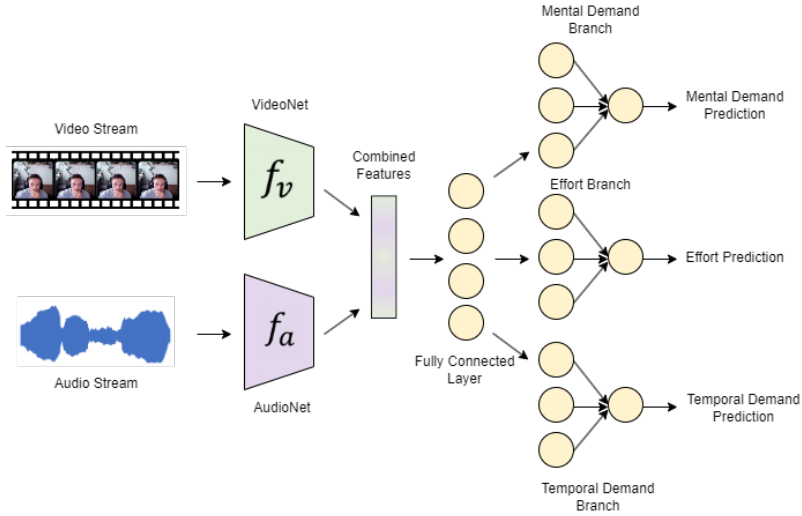 Video Stream
VideoNet
f_v
Audio Stream
f_a
AudioNet
Combined
Features
Fully Connected
Layer
Mental Demand
Branch
Mental Demand
Prediction
Effort Branch
Effort Prediction
Temporal Demand
Prediction
Temporal Demand
Branch